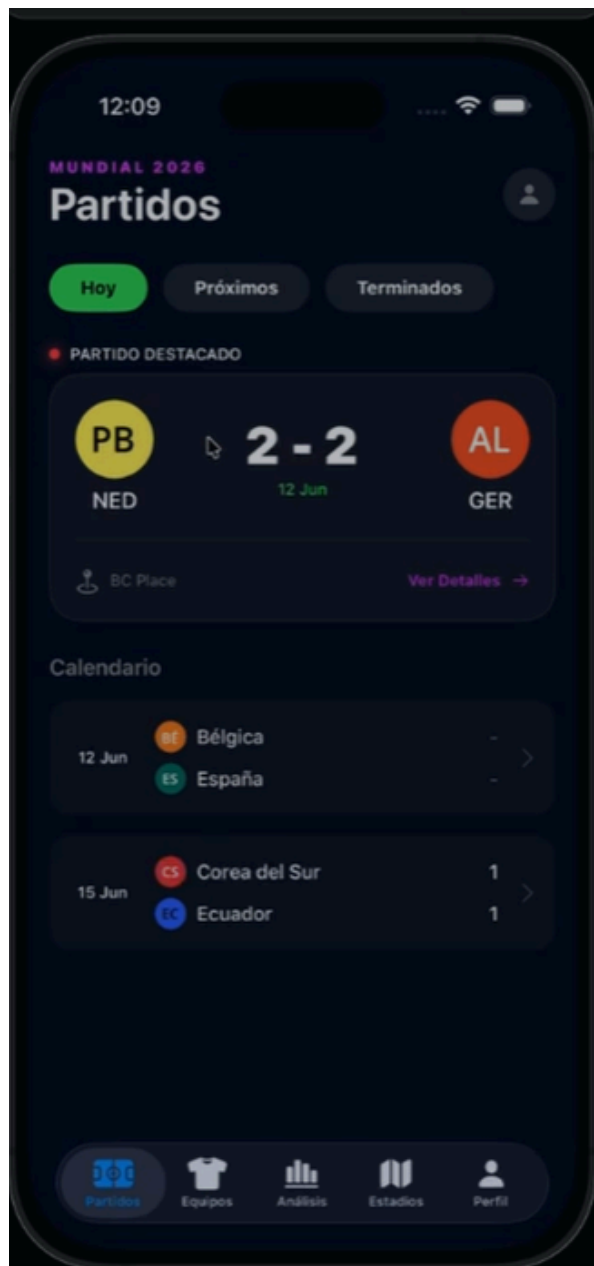 12:09
MUNDIAL 2026
Partidos
Hoy Próximos Terminados
PARTIDO DESTACADO
PB 2 - 2 AL
NED 12 Jun GER
BC Place Ver Detalles →
Calendario
12 Jun
BÉ Bélgica -
ES España -
15 Jun
CS Corea del Sur 1
EC Ecuador 1
Partidos Equipos Análisis Estadios Perfil